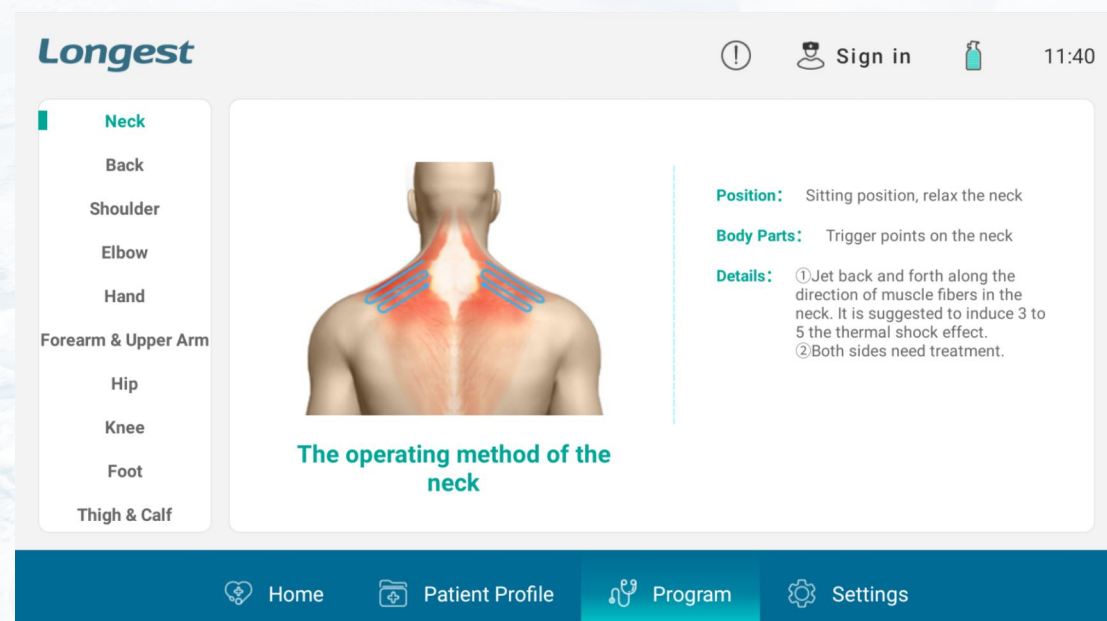 Longest
Sign in
11:40
Neck
Back
Shoulder
Elbow
Hand
Forearm & Upper Arm
Hip
Knee
Foot
Thigh & Calf
The operating method of the
neck
Position： Sitting position, relax the neck
Body Parts： Trigger points on the neck
Details： ①Jet back and forth along the
direction of muscle fibers in the
neck. It is suggested to induce 3 to
5 the thermal shock effect.
②Both sides need treatment.
Home
Patient Profile
Program
Settings